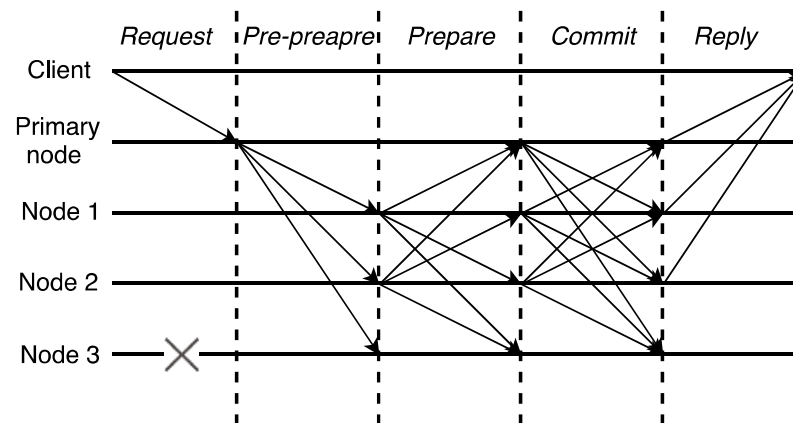 Request Pre-preapre Prepare Commit Reply
Client
Primary
node
Node 1
Node 2
Node 3